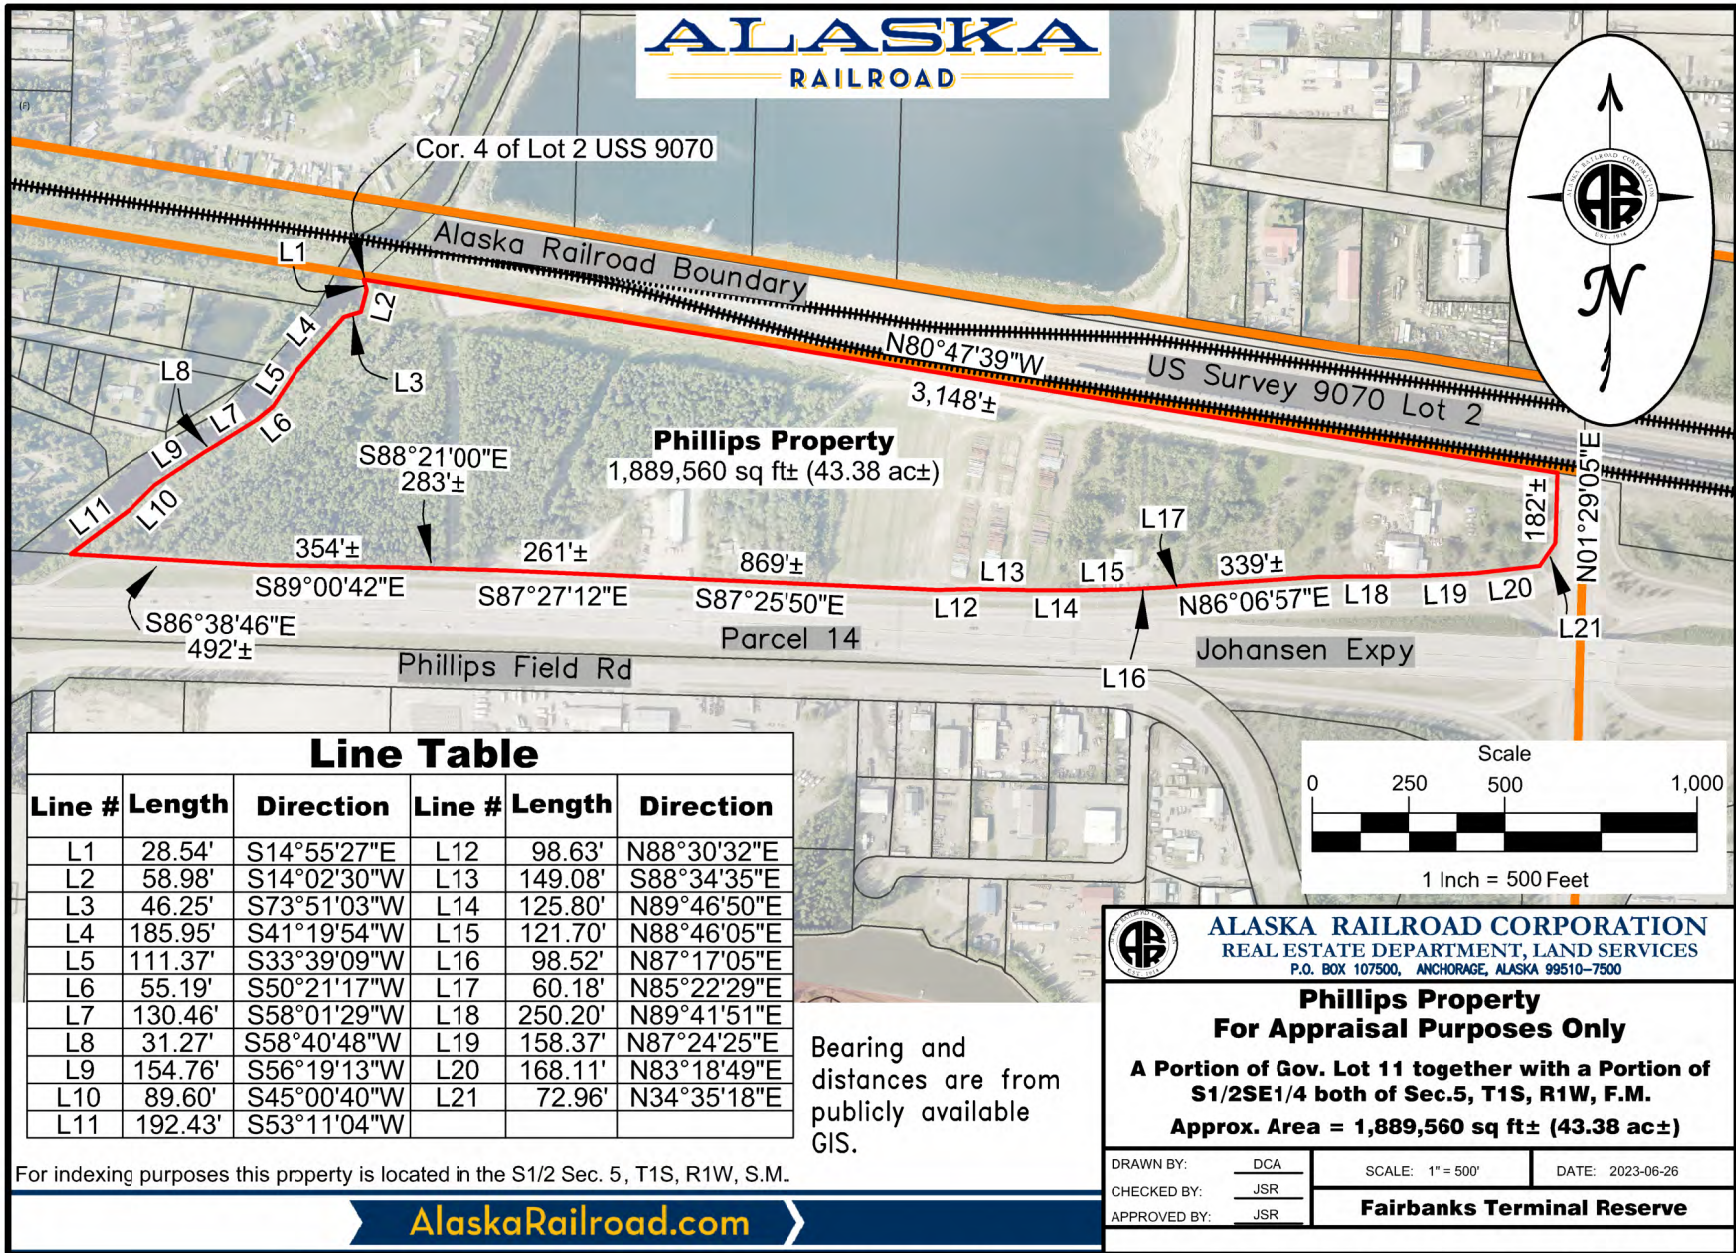 ALASKA
RAILROAD
(F)
Cor. 4 of Lot 2 USS 9070
L1
L2
L3
L4
L5
L6
L7
L8
L9
L10
L11
Alaska Railroad Boundary
N80°47'39"W
3,148'±
US Survey 9070 Lot 2
Phillips Property
1,889,560 sq ft± (43.38 ac±)
S88°21'00"E
283'±
354'±
S89°00'42"E
261'±
S87°27'12"E
869'±
S87°25'50"E
S86°38'46"E
492'±
L12
L13
L14
L15
L16
L17
339'±
N86°06'57"E
L18
L19
L20
L21
182'±
N01°29'05"E
Parcel 14
Johansen Expy
Phillips Field Rd
ALASKA RAILROAD CORPORATION
ARR
EST. 1914
N
Line Table
Line # Length Direction Line # Length Direction
L1 28.54' S14°55'27"E L12 98.63' N88°30'32"E
L2 58.98' S14°02'30"W L13 149.08' S88°34'35"E
L3 46.25' S73°51'03"W L14 125.80' N89°46'50"E
L4 185.95' S41°19'54"W L15 121.70' N88°46'05"E
L5 111.37' S33°39'09"W L16 98.52' N87°17'05"E
L6 55.19' S50°21'17"W L17 60.18' N85°22'29"E
L7 130.46' S58°01'29"W L18 250.20' N89°41'51"E
L8 31.27' S58°40'48"W L19 158.37' N87°24'25"E
L9 154.76' S56°19'13"W L20 168.11' N83°18'49"E
L10 89.60' S45°00'40"W L21 72.96' N34°35'18"E
L11 192.43' S53°11'04"W
Bearing and
distances are from
publicly available
GIS.
For indexing purposes this property is located in the S1/2 Sec. 5, T1S, R1W, S.M.
AlaskaRailroad.com
Scale
0 250 500 1,000
1 Inch = 500 Feet
ALASKA RAILROAD CORPORATION
ARR
EST. 1914
ALASKA RAILROAD CORPORATION
REAL ESTATE DEPARTMENT, LAND SERVICES
P.O. BOX 107500, ANCHORAGE, ALASKA 99510-7500
Phillips Property
For Appraisal Purposes Only
A Portion of Gov. Lot 11 together with a Portion of
S1/2SE1/4 both of Sec.5, T1S, R1W, F.M.
Approx. Area = 1,889,560 sq ft± (43.38 ac±)
DRAWN BY: DCA
CHECKED BY: JSR
APPROVED BY: JSR
SCALE: 1" = 500'
DATE: 2023-06-26
Fairbanks Terminal Reserve